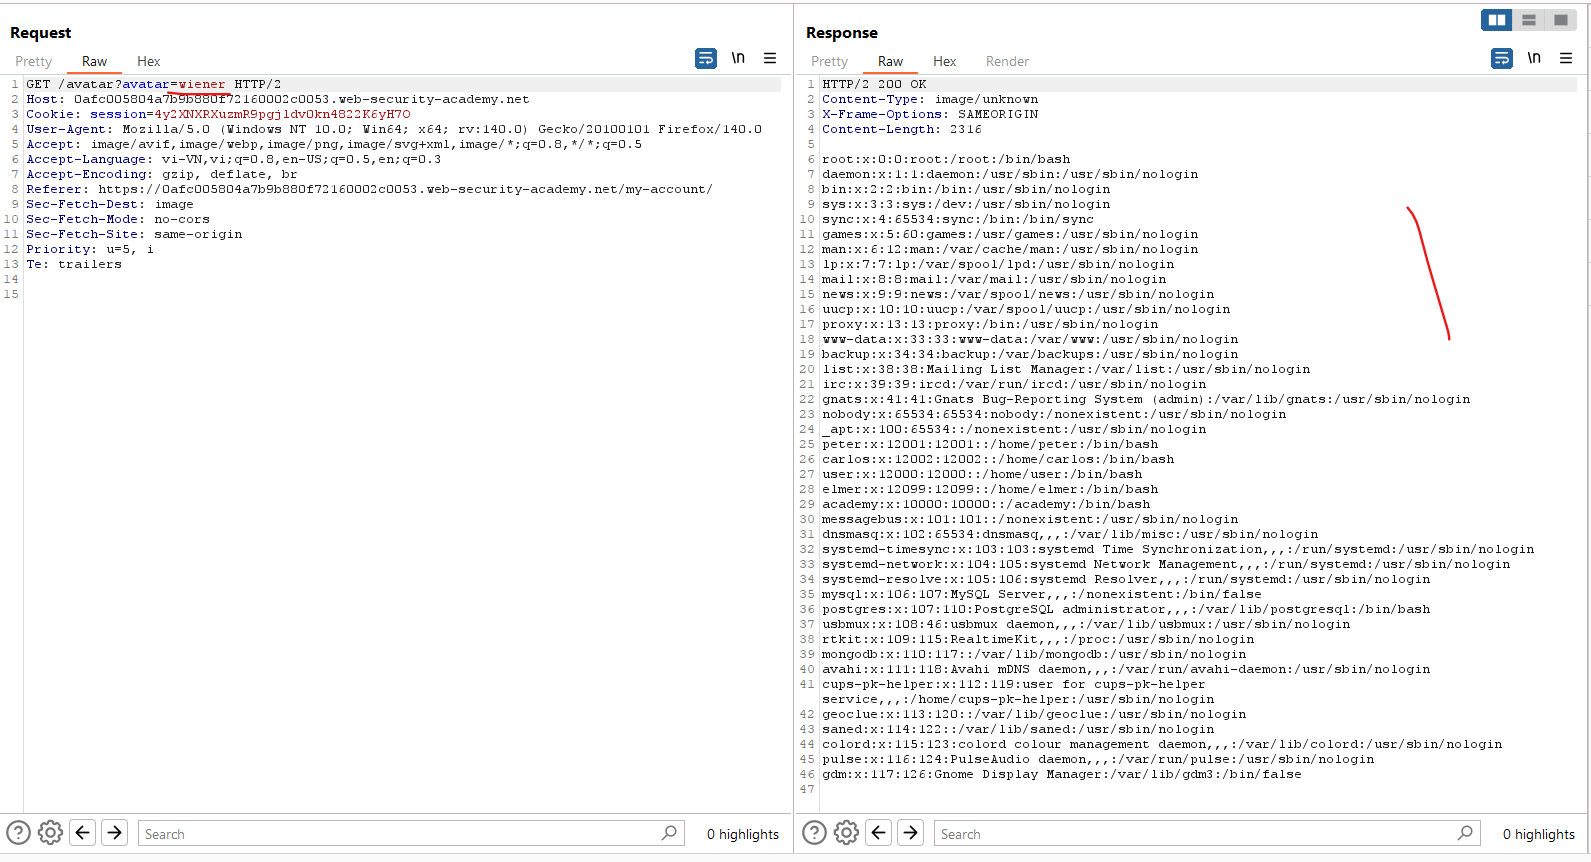 Request
Pretty Raw Hex \n
1 GET /avatar?avatar=wiener HTTP/2
2 Host: 0afc005804a7b9b880f72160002c0053.web-security-academy.net
3 Cookie: session=4y2XNXRXuzmR9pgjldv0kn4822K6yH7O
4 User-Agent: Mozilla/5.0 (Windows NT 10.0; Win64; x64; rv:140.0) Gecko/20100101 Firefox/140.0
5 Accept: image/avif,image/webp,image/png,image/svg+xml,image/*;q=0.8,*/*;q=0.5
6 Accept-Language: vi-VN,vi;q=0.8,en-US;q=0.5,en;q=0.3
7 Accept-Encoding: gzip, deflate, br
8 Referer: https://0afc005804a7b9b880f72160002c0053.web-security-academy.net/my-account/
9 Sec-Fetch-Dest: image
10 Sec-Fetch-Mode: no-cors
11 Sec-Fetch-Site: same-origin
12 Priority: u=5, i
13 Te: trailers
14
15
Search 0 highlights
Response
Pretty Raw Hex Render \n
1 HTTP/2 200 OK
2 Content-Type: image/unknown
3 X-Frame-Options: SAMEORIGIN
4 Content-Length: 2316
5
6 root:x:0:0:root:/root:/bin/bash
7 daemon:x:1:1:daemon:/usr/sbin:/usr/sbin/nologin
8 bin:x:2:2:bin:/bin:/usr/sbin/nologin
9 sys:x:3:3:sys:/dev:/usr/sbin/nologin
10 sync:x:4:65534:sync:/bin:/bin/sync
11 games:x:5:60:games:/usr/games:/usr/sbin/nologin
12 man:x:6:12:man:/var/cache/man:/usr/sbin/nologin
13 lp:x:7:7:lp:/var/spool/lpd:/usr/sbin/nologin
14 mail:x:8:8:mail:/var/mail:/usr/sbin/nologin
15 news:x:9:9:news:/var/spool/news:/usr/sbin/nologin
16 uucp:x:10:10:uucp:/var/spool/uucp:/usr/sbin/nologin
17 proxy:x:13:13:proxy:/bin:/usr/sbin/nologin
18 www-data:x:33:33:www-data:/var/www:/usr/sbin/nologin
19 backup:x:34:34:backup:/var/backups:/usr/sbin/nologin
20 list:x:38:38:Mailing List Manager:/var/list:/usr/sbin/nologin
21 irc:x:39:39:ircd:/var/run/ircd:/usr/sbin/nologin
22 gnats:x:41:41:Gnats Bug-Reporting System (admin):/var/lib/gnats:/usr/sbin/nologin
23 nobody:x:65534:65534:nobody:/nonexistent:/usr/sbin/nologin
24 _apt:x:100:65534::/nonexistent:/usr/sbin/nologin
25 peter:x:12001:12001::/home/peter:/bin/bash
26 carlos:x:12002:12002::/home/carlos:/bin/bash
27 user:x:12000:12000::/home/user:/bin/bash
28 elmer:x:12099:12099::/home/elmer:/bin/bash
29 academy:x:10000:10000::/academy:/bin/bash
30 messagebus:x:101:101::/nonexistent:/usr/sbin/nologin
31 dnsmasq:x:102:65534:dnsmasq,,,:/var/lib/misc:/usr/sbin/nologin
32 systemd-timesync:x:103:103:systemd Time Synchronization,,,:/run/systemd:/usr/sbin/nologin
33 systemd-network:x:104:105:systemd Network Management,,,:/run/systemd:/usr/sbin/nologin
34 systemd-resolve:x:105:106:systemd Resolver,,,:/run/systemd:/usr/sbin/nologin
35 mysql:x:106:107:MySQL Server,,,:/nonexistent:/bin/false
36 postgres:x:107:110:PostgreSQL administrator,,,:/var/lib/postgresql:/bin/bash
37 usbmux:x:108:46:usbmux daemon,,,:/var/lib/usbmux:/usr/sbin/nologin
38 rtkit:x:109:115:RealtimeKit,,,:/proc:/usr/sbin/nologin
39 mongodb:x:110:117::/var/lib/mongodb:/usr/sbin/nologin
40 avahi:x:111:118:Avahi mDNS daemon,,,:/var/run/avahi-daemon:/usr/sbin/nologin
41 cups-pk-helper:x:112:119:user for cups-pk-helper
service,,,:/home/cups-pk-helper:/usr/sbin/nologin
42 geoclue:x:113:120::/var/lib/geoclue:/usr/sbin/nologin
43 saned:x:114:122::/var/lib/saned:/usr/sbin/nologin
44 colord:x:115:123:colord colour management daemon,,,:/var/lib/colord:/usr/sbin/nologin
45 pulse:x:116:124:PulseAudio daemon,,,:/var/run/pulse:/usr/sbin/nologin
46 gdm:x:117:126:Gnome Display Manager:/var/lib/gdm3:/bin/false
47
Search 0 highlights